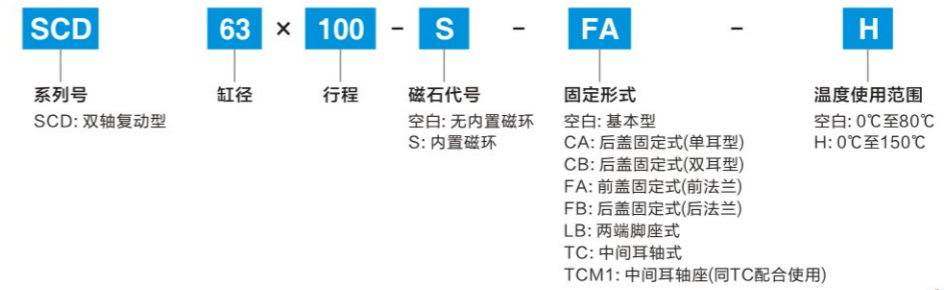 SCD 63 × 100 - S - FA - H
系列号 缸径 行程 磁石代号 固定形式 温度使用范围
SCD: 双轴复动型 空白: 无内置磁环 空白: 基本型 空白: 0℃至80℃
S: 内置磁环 CA: 后盖固定式(单耳型) H: 0℃至150℃
CB: 后盖固定式(双耳型)
FA: 前盖固定式(前法兰)
FB: 后盖固定式(后法兰)
LB: 两端脚座式
TC: 中间耳轴式
TCM1: 中间耳轴座(同TC配合使用)